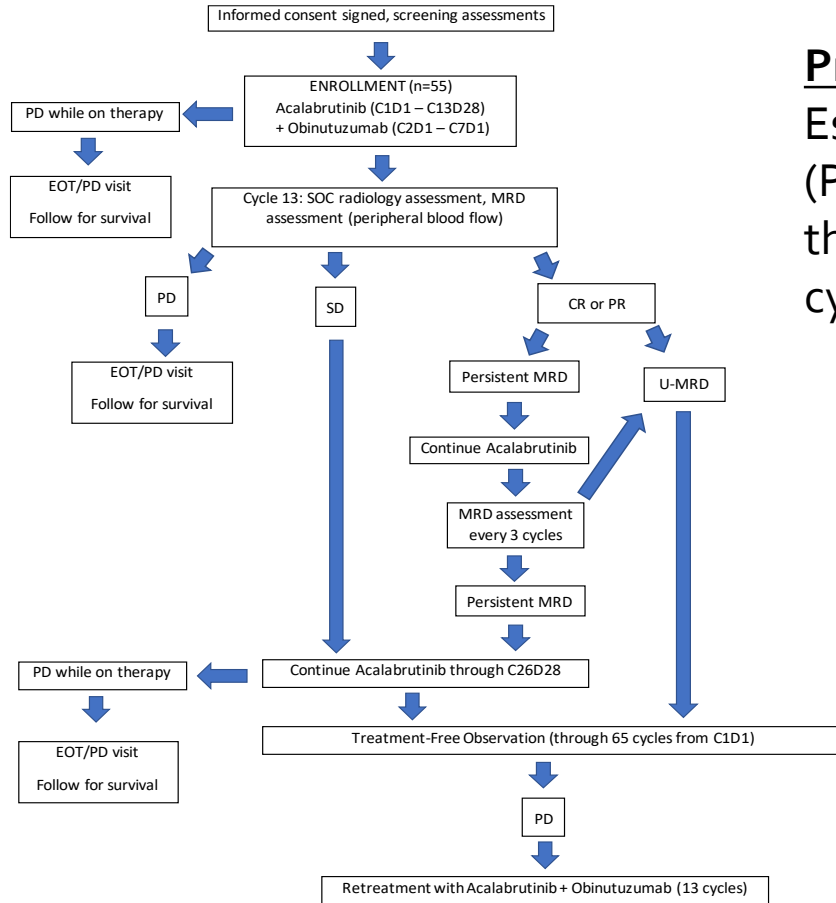 Informed consent signed, screening assessments
ENROLLMENT (n=55)
Acalabrutinib (C1D1 – C13D28)
+ Obinutuzumab (C2D1 – C7D1)
PD while on therapy
EOT/PD visit
Follow for survival
Cycle 13: SOC radiology assessment, MRD
assessment (peripheral blood flow)
PD
SD
CR or PR
EOT/PD visit
Follow for survival
Persistent MRD
U-MRD
Continue Acalabrutinib
MRD assessment
every 3 cycles
Persistent MRD
PD while on therapy
Continue Acalabrutinib through C26D28
EOT/PD visit
Follow for survival
Treatment-Free Observation (through 65 cycles from C1D1)
PD
Retreatment with Acalabrutinib + Obinutuzumab (13 cycles)
Pr
Es
(P
th
cy